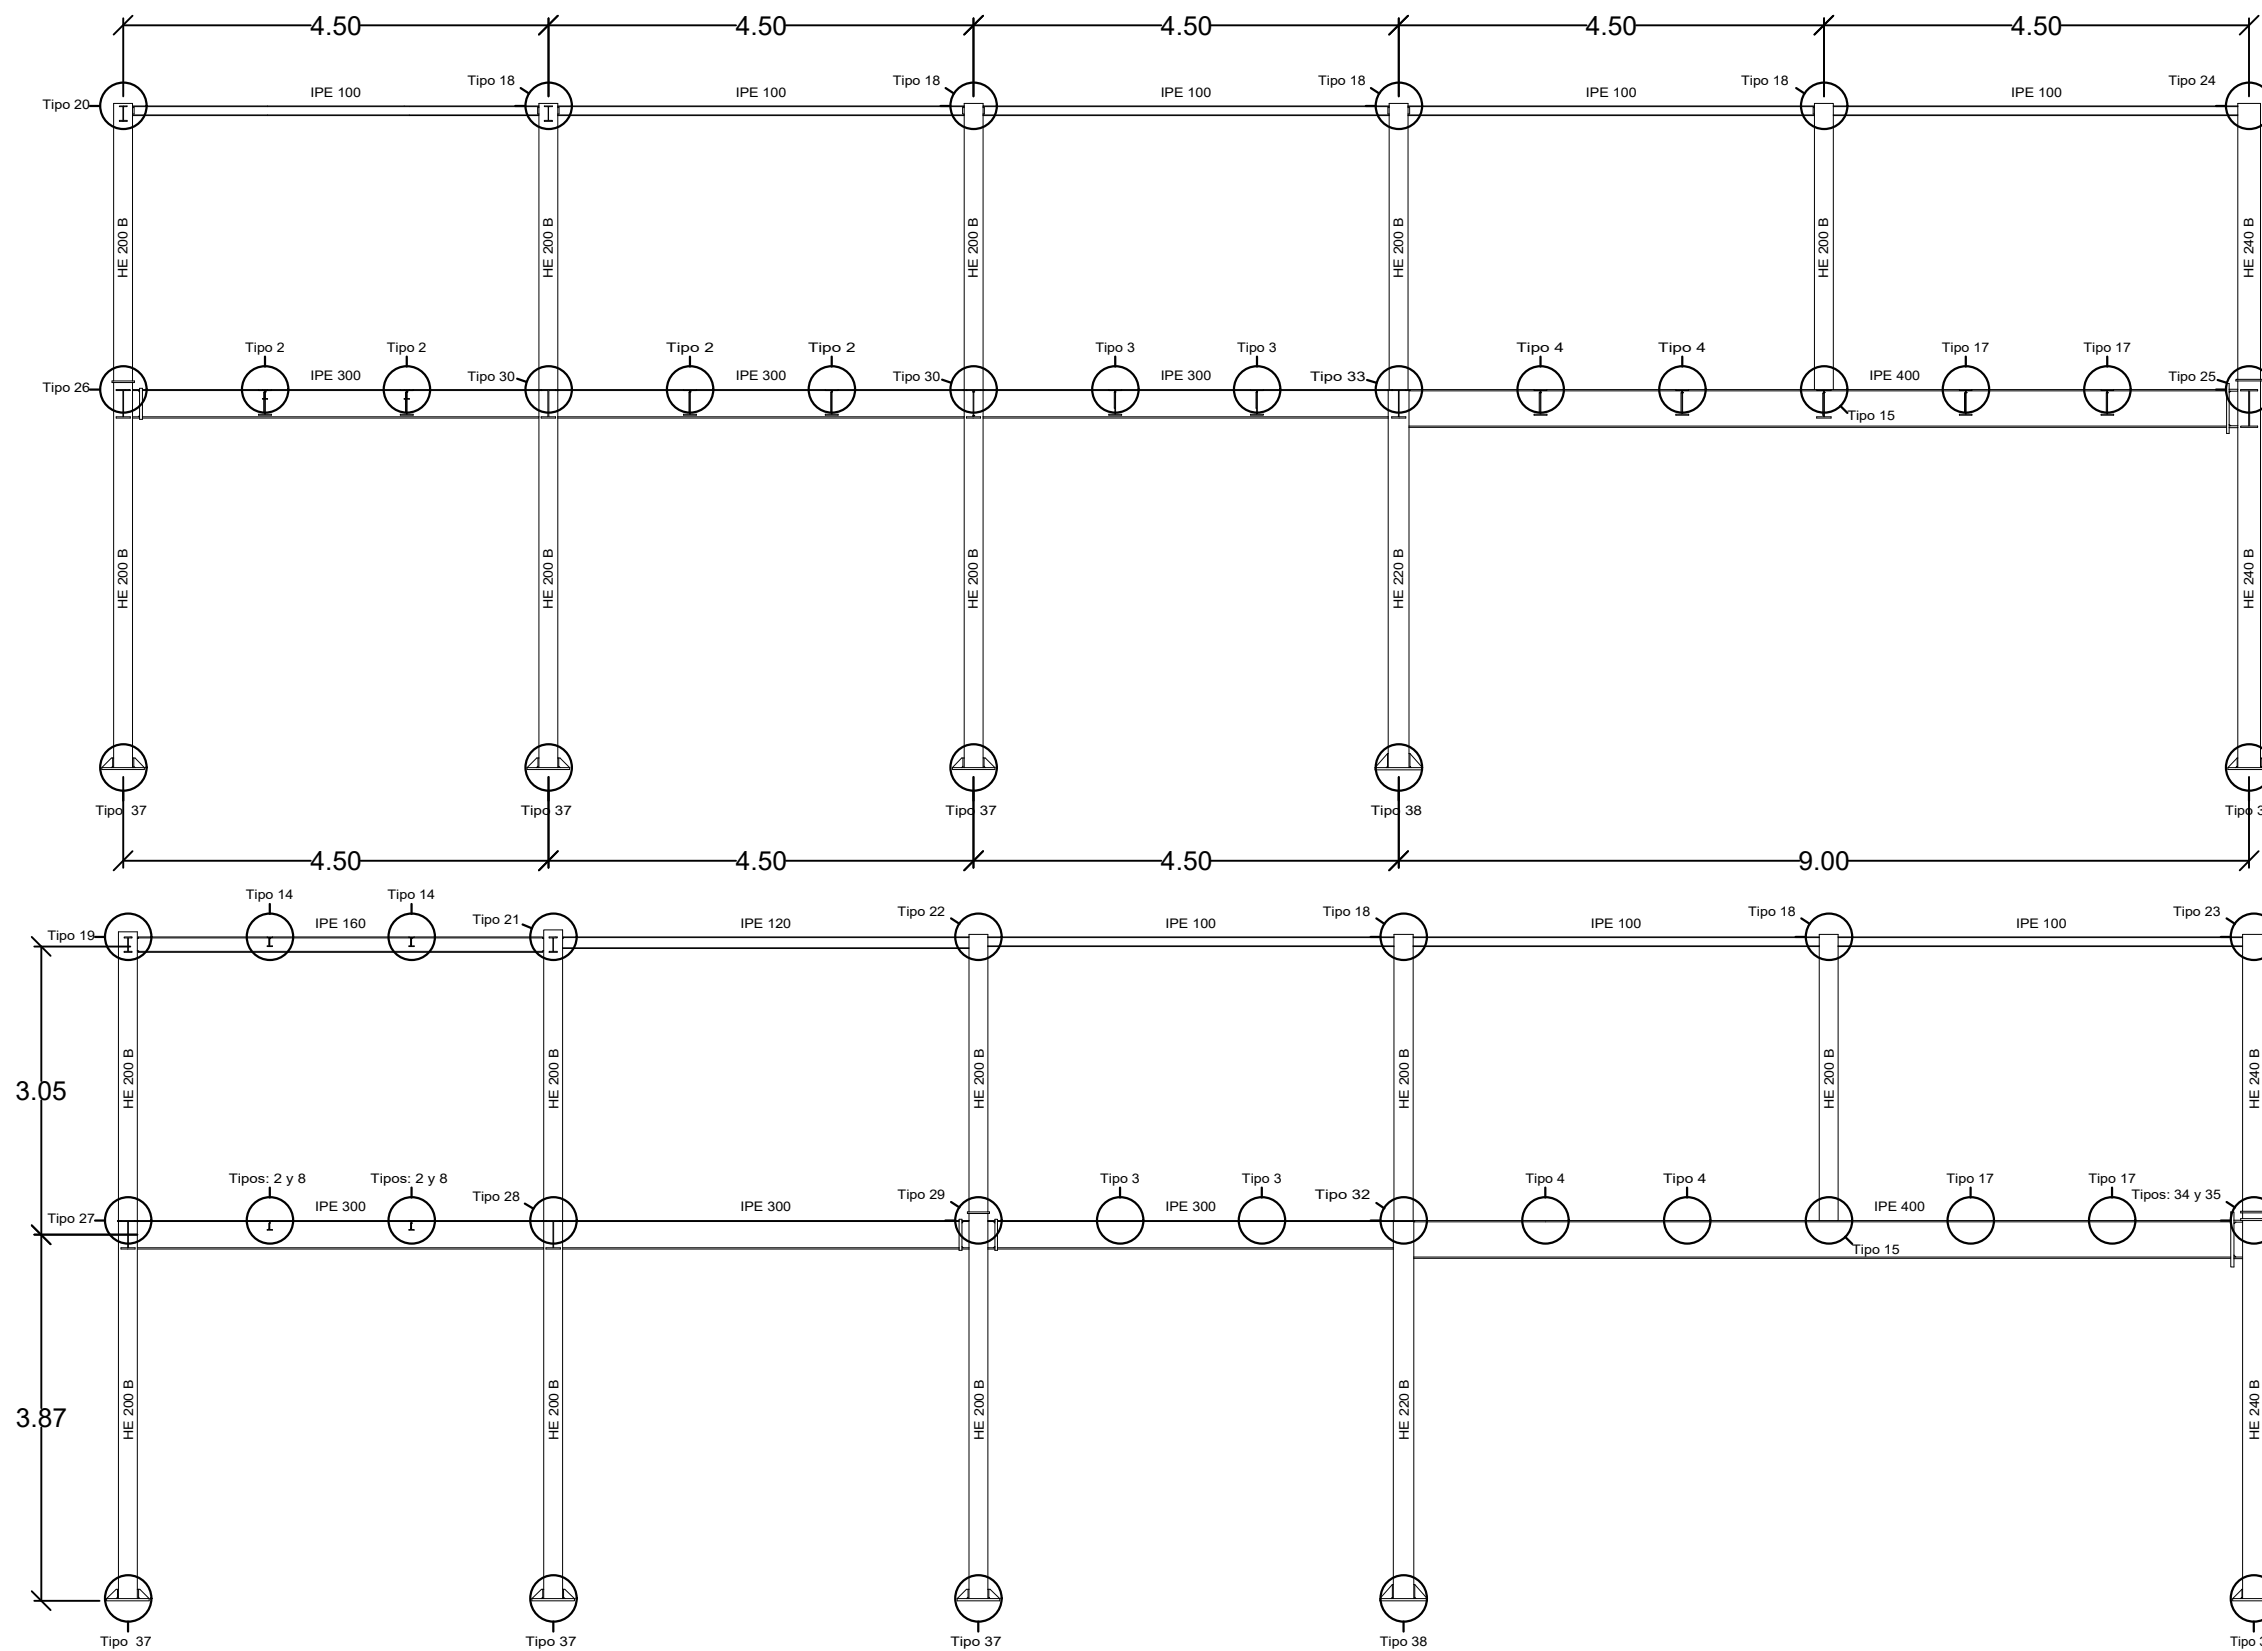 4.50 4.50 4.50 4.50 4.50
Tipo 20 IPE 100 Tipo 18 IPE 100 Tipo 18 IPE 100 Tipo 18 IPE 100 Tipo 18 IPE 100 Tipo 24
HE 200 B HE 200 B HE 200 B HE 200 B HE 200 B HE 240 B
Tipo 2 Tipo 2 Tipo 2 Tipo 2 Tipo 3 Tipo 3 Tipo 4 Tipo 4 Tipo 17 Tipo 17
Tipo 26 IPE 300 Tipo 30 IPE 300 Tipo 30 IPE 300 Tipo 33 IPE 400 Tipo 25
Tipo 15
HE 200 B HE 200 B HE 200 B HE 220 B HE 240 B
Tipo 37 Tipo 37 Tipo 37 Tipo 38 Tipo
4.50 4.50 4.50 9.00
Tipo 14 Tipo 14
Tipo 19 IPE 160 Tipo 21 IPE 120 Tipo 22 IPE 100 Tipo 18 IPE 100 Tipo 18 IPE 100 Tipo 23
HE 200 B HE 200 B HE 200 B HE 200 B HE 200 B HE 240 B
3.05
Tipos: 2 y 8 Tipos: 2 y 8 Tipo 3 Tipo 3 Tipo 4 Tipo 4 Tipo 17 Tipo 17
Tipo 27 IPE 300 Tipo 28 IPE 300 Tipo 29 IPE 300 Tipo 32 IPE 400 Tipos: 34 y 35
Tipo 15
HE 200 B HE 200 B HE 200 B HE 220 B HE 240 B
3.87
Tipo 37 Tipo 37 Tipo 37 Tipo 38 Tipo